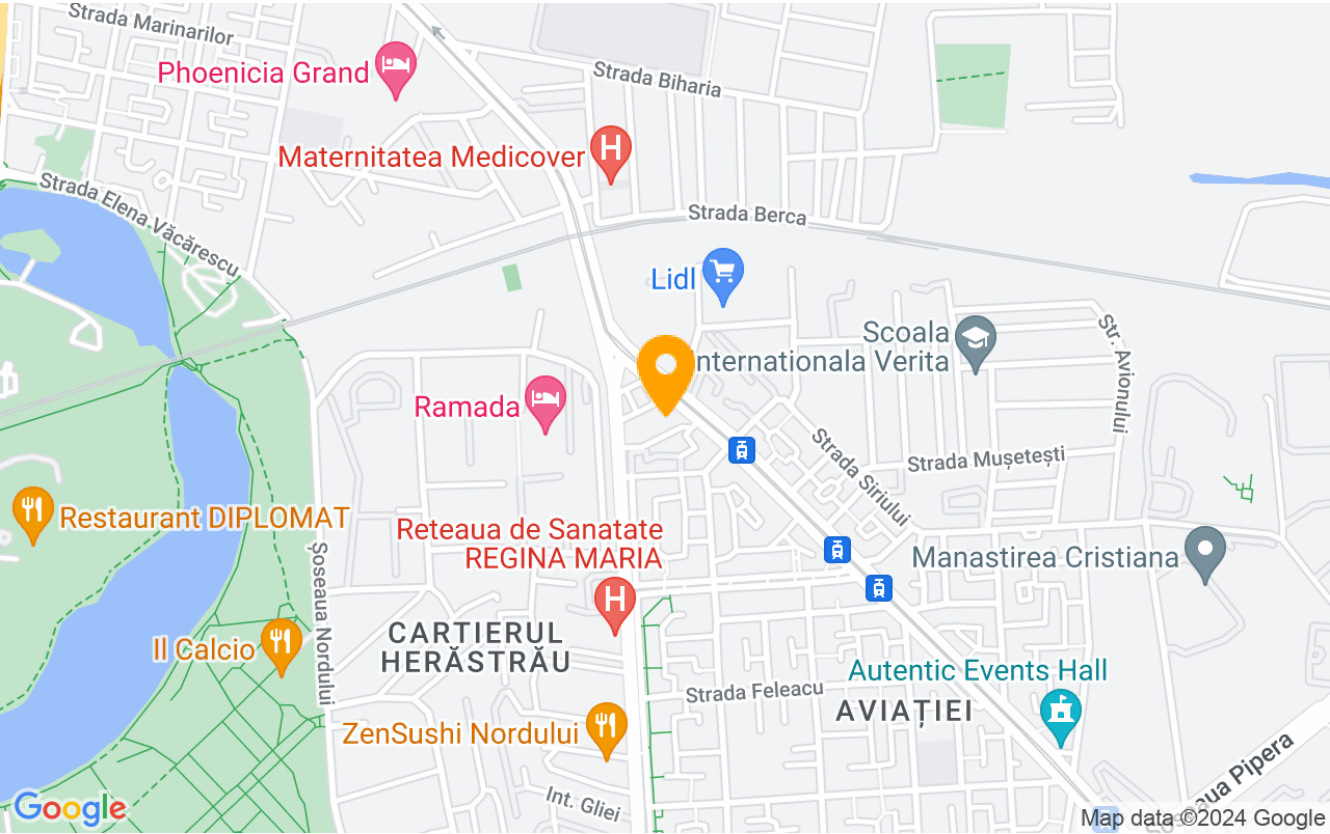 Strada Marinarilor
Phoenicia Grand
Strada Biharia
Maternitatea Medicover
H
Strada Elena Văcărescu
Strada Berca
Lidl
Scoala
Internationala Verita
Str. Avionului
Ramada
Strada Siriului
Strada Mușetești
Restaurant DIPLOMAT
Reteaua de Sanatate
REGINA MARIA
H
Șoseaua Nordului
Manastirea Cristiana
Il Calcio
CARTIERUL
HERĂSTRĂU
Autentic Events Hall
Strada Feleacu
AVIAȚIEI
ZenSushi Nordului
Int. Gliei
Pipera
Google
Map data ©2024 Google